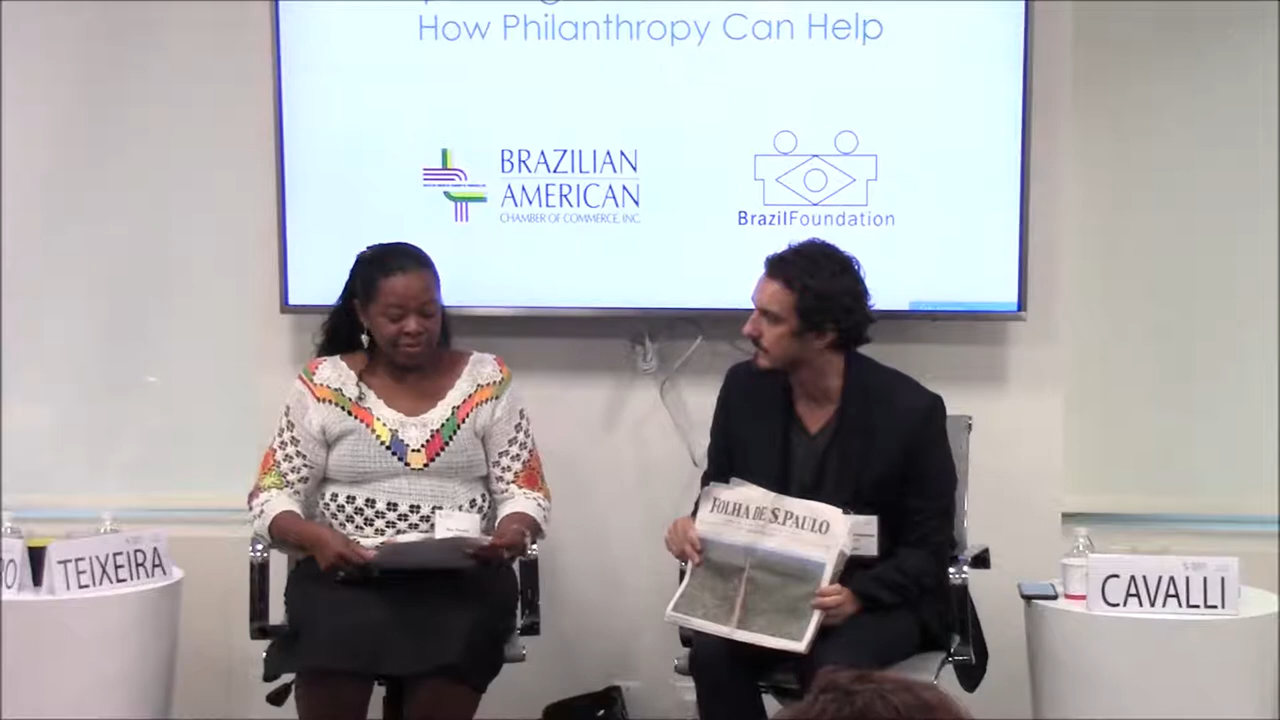 How Philanthropy Can Help
BRAZILIAN
AMERICAN
CHAMBER OF COMMERCE, INC.
BrazilFoundation
FOLHA DE S.PAULO
TEIXEIRA
CAVALLI